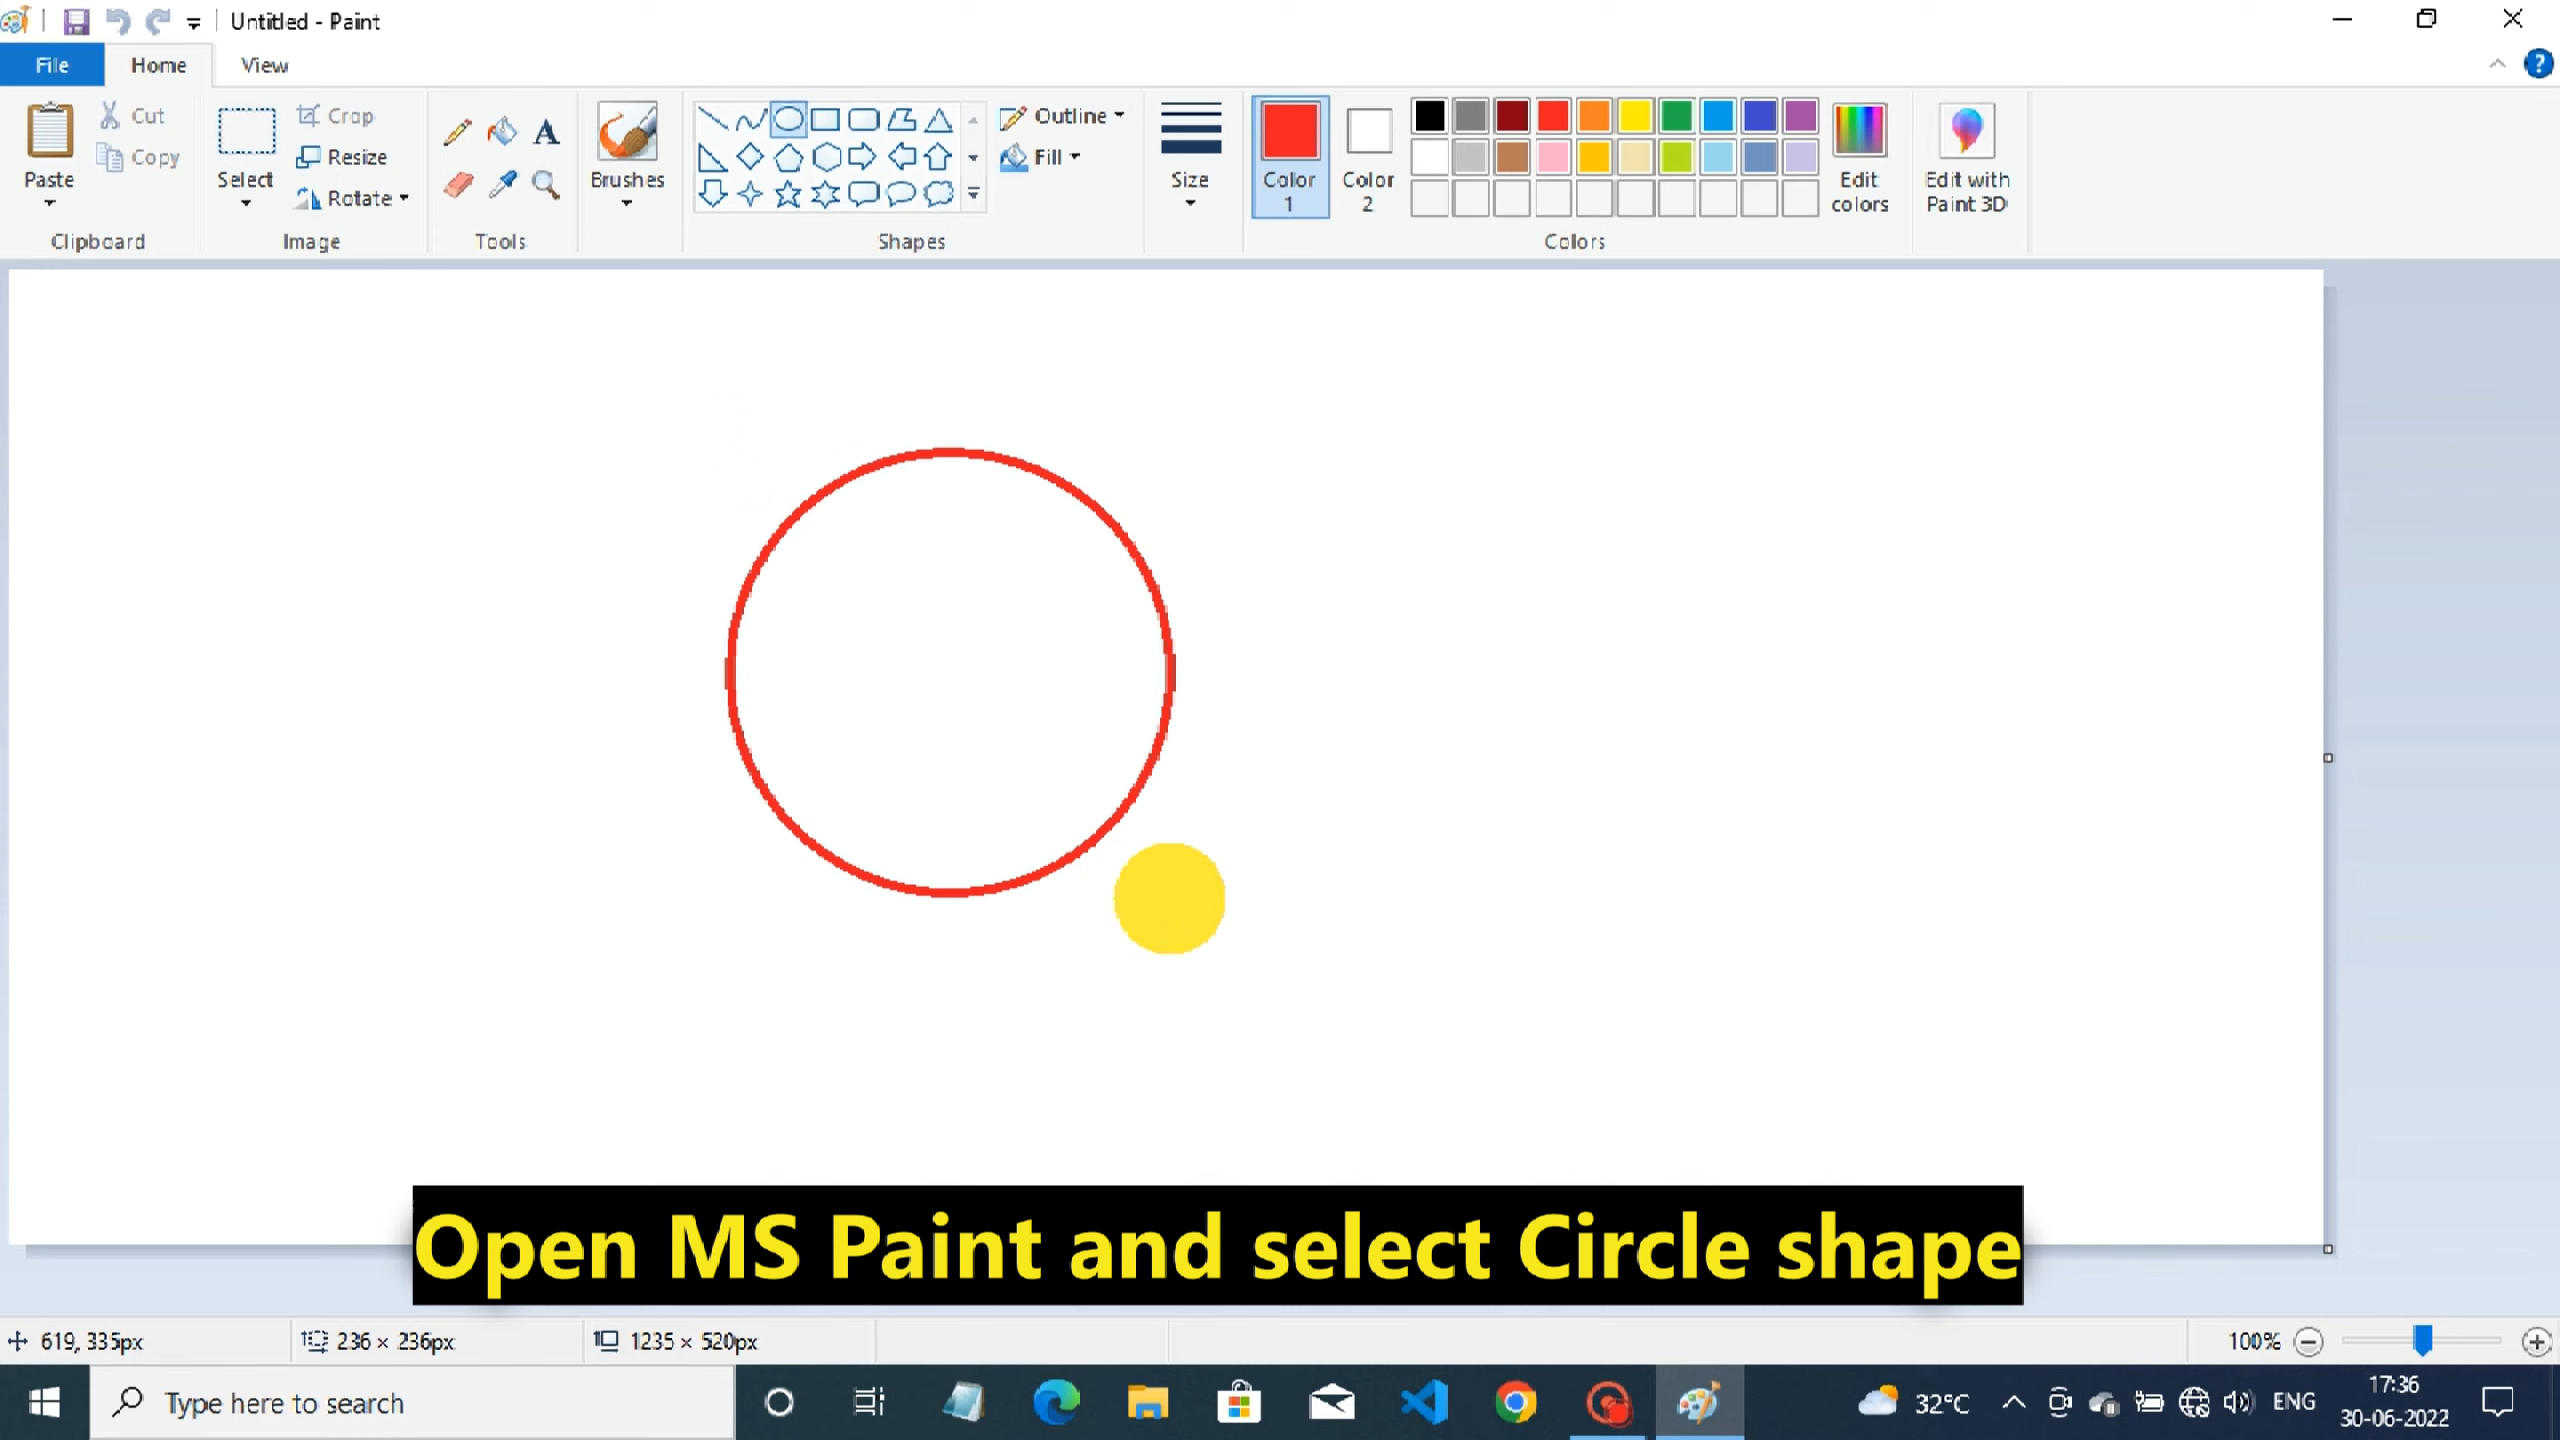 Untitled - Paint
File Home View
Paste
Cut
Copy
Clipboard
Select
Crop
Resize
Rotate
Image
A
Tools
Brushes
Shapes
Outline
Fill
Size
Color 1
Color 2
Colors
Edit colors
Edit with Paint 3D
?
Open MS Paint and select Circle shape
619, 335px 236 × 236px 1235 × 520px 100%
Type here to search
32°C ENG
17:36
30-06-2022